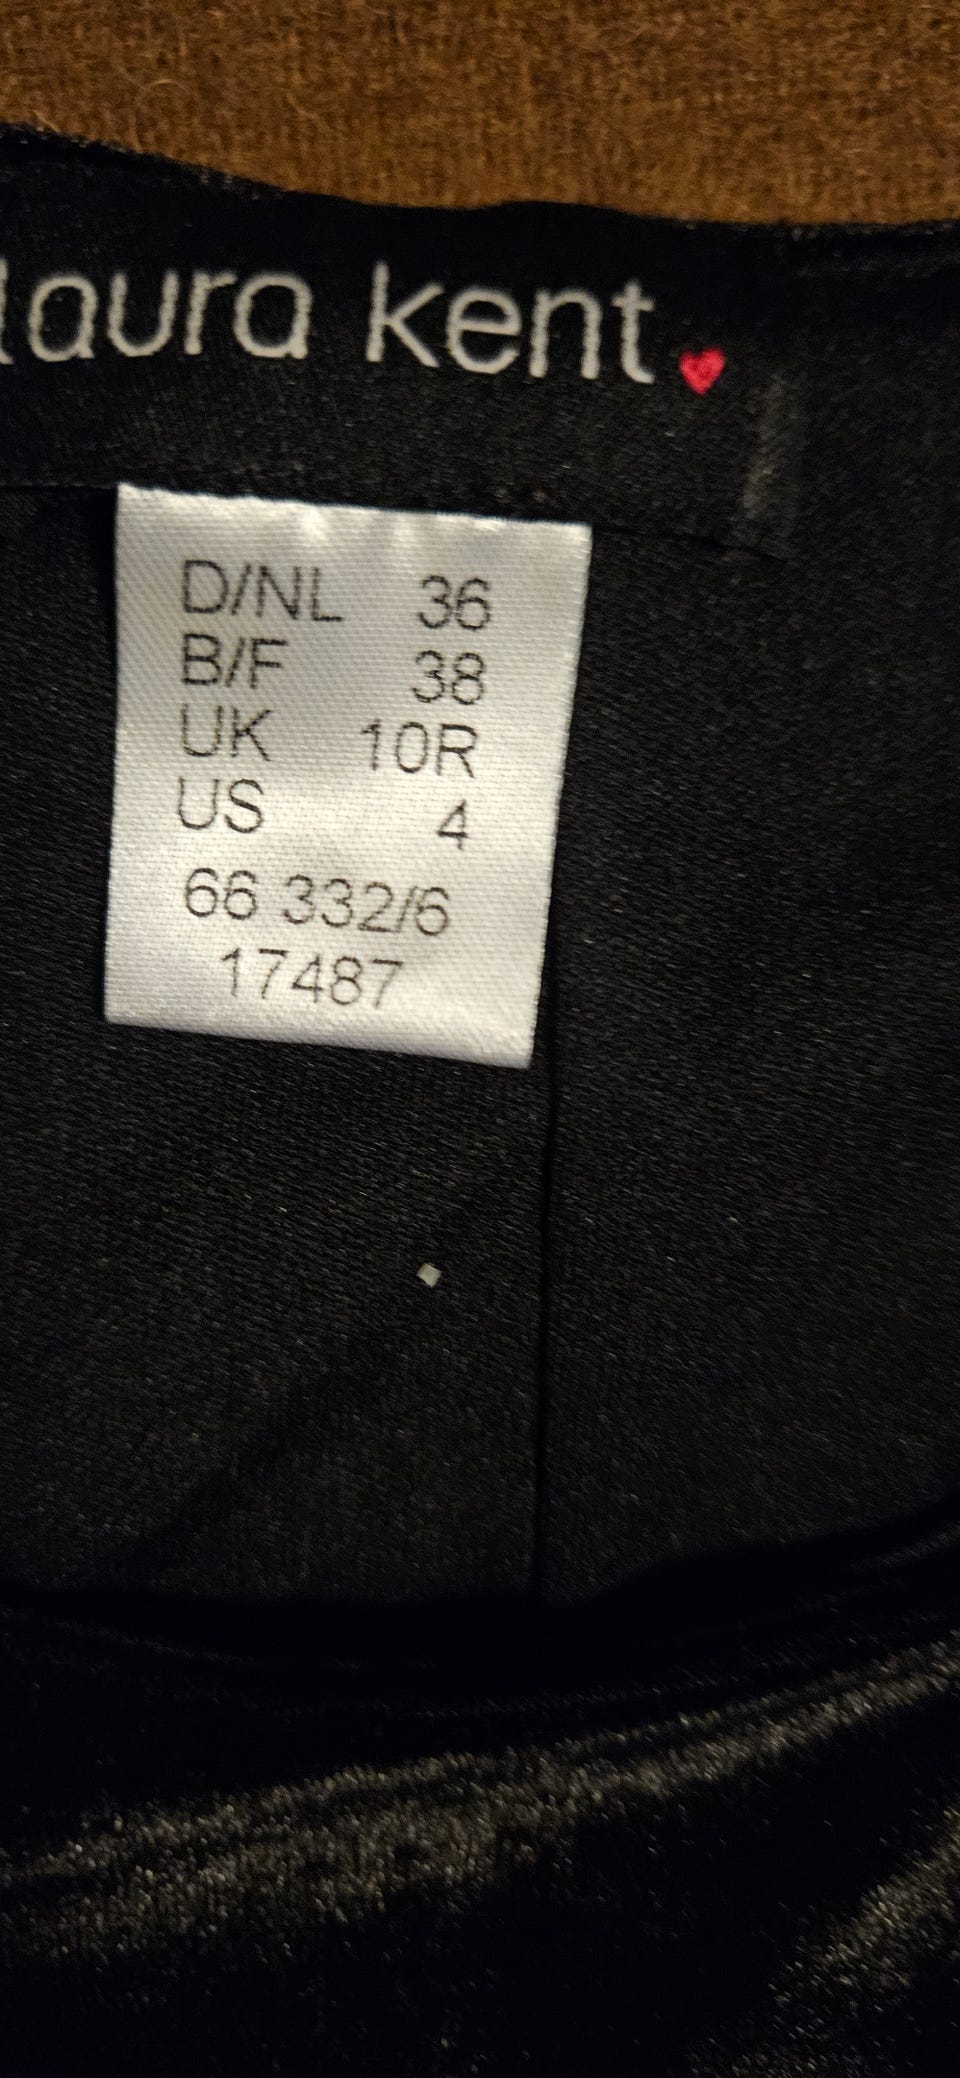 laura kent.
D/NL 36
B/F 38
UK 10R
US 4
66 332/6
17487